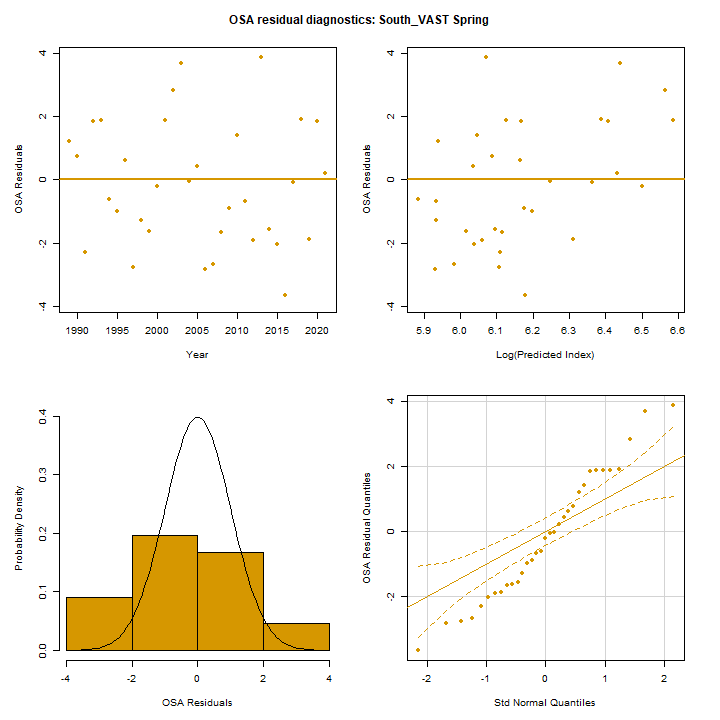 OSA residual diagnostics: South_VAST Spring
OSA Residuals
4
2
0
-2
-4
1990 1995 2000 2005 2010 2015 2020
Year
OSA Residuals
4
2
0
-2
-4
5.9 6.0 6.1 6.2 6.3 6.4 6.5 6.6
Log(Predicted Index)
Probability Density
0.4
0.3
0.2
0.1
0.0
-4 -2 0 2 4
OSA Residuals
OSA Residual Quantiles
4
2
0
-2
-2 -1 0 1 2
Std Normal Quantiles